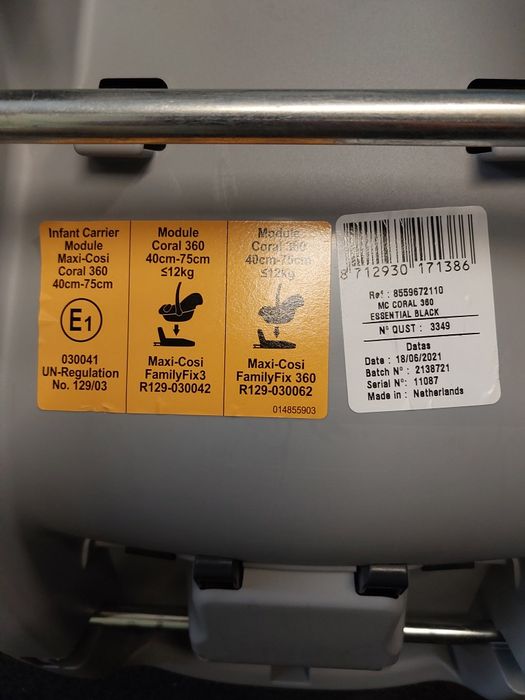 Infant Carrier
Module
Maxi-Cosi
Coral 360
40cm-75cm
E1
030041
UN-Regulation
No. 129/03
Module
Coral 360
40cm-75cm
≤12kg
Maxi-Cosi
FamilyFix3
R129-030042
Module
Coral 360
40cm-75cm
≤12kg
Maxi-Cosi
FamilyFix 360
R129-030062
014855903
8 712930 171386
Ref : 8559672110
MC CORAL 360
ESSENTIAL BLACK
N° QUST : 3349
Datas
Date : 18/06/2021
Batch N° : 2138721
Serial N°: 11087
Made in : Netherlands